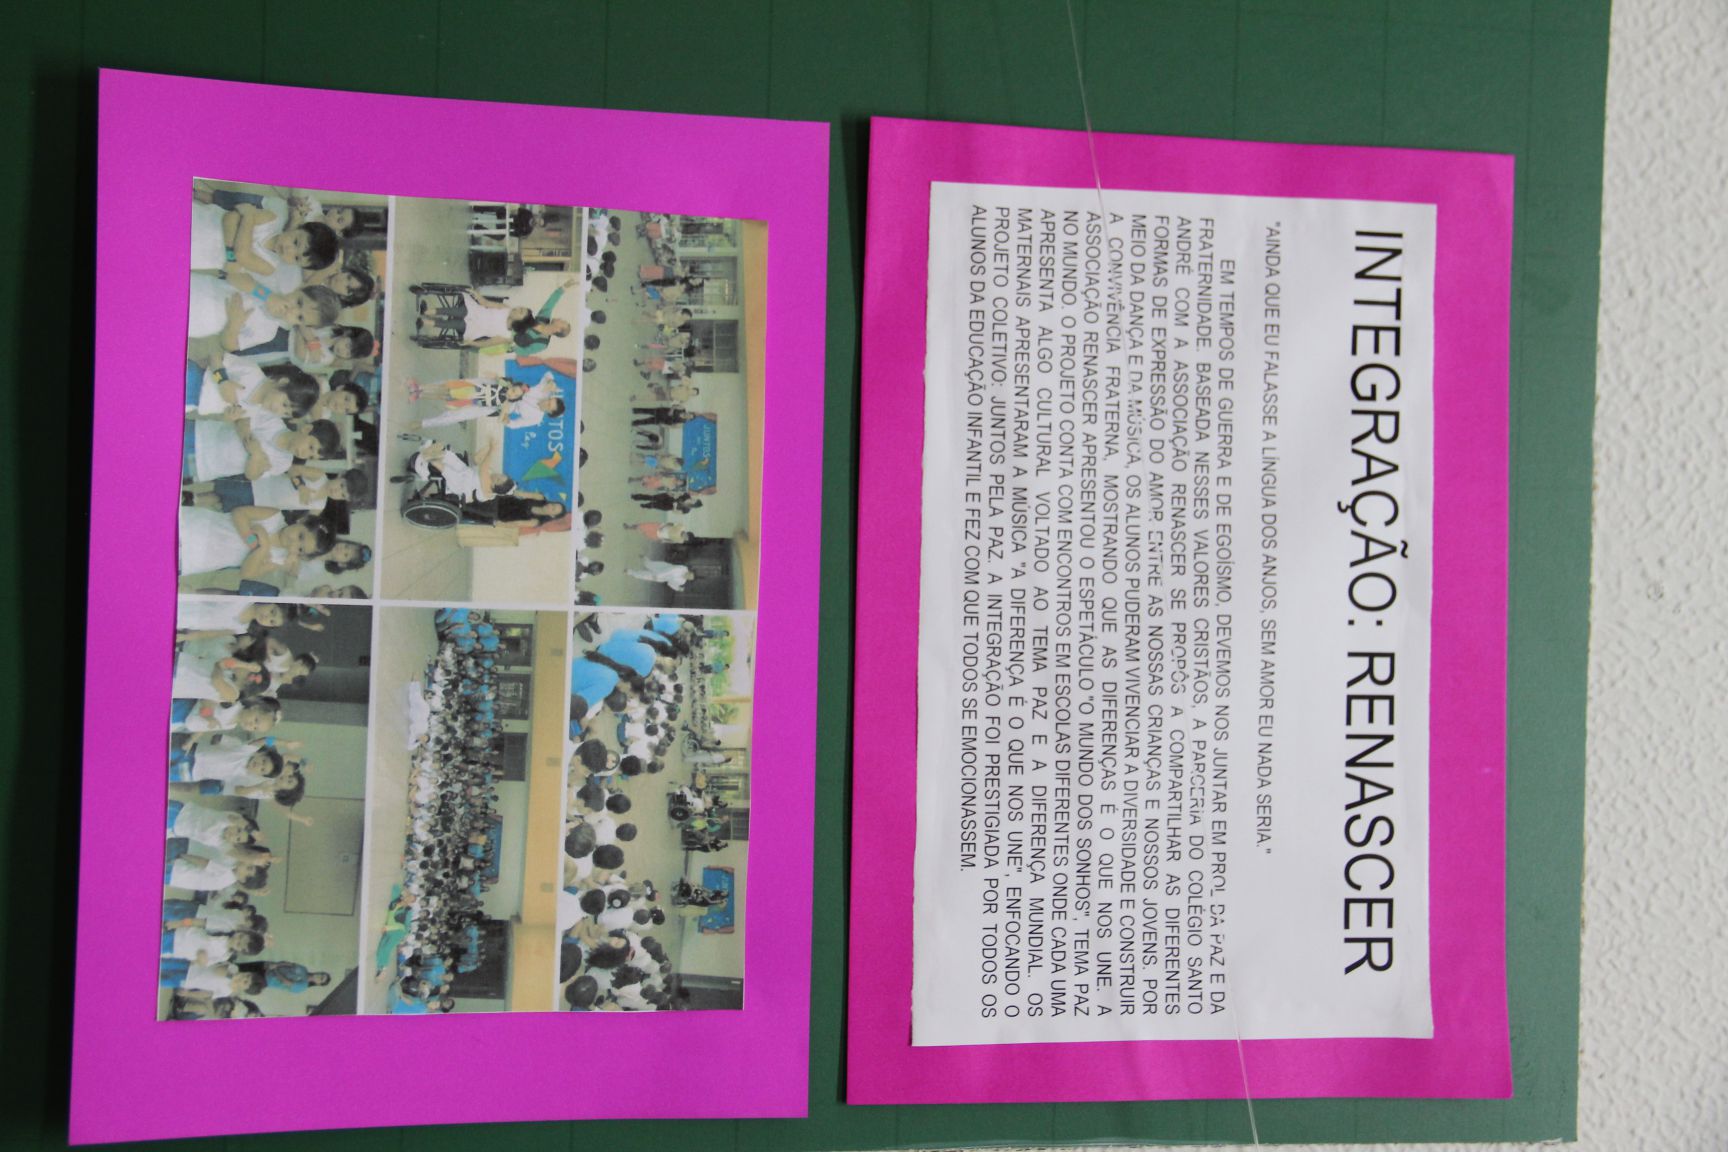 INTEGRAÇÃO: RENASCER
"AINDA QUE EU FALASSE A LÍNGUA DOS ANJOS, SEM AMOR EU NADA SERIA."
EM TEMPOS DE GUERRA E DE EGOÍSMO, DEVEMOS NOS JUNTAR EM PROL DA PAZ E DA
FRATERNIDADE. BASEADA NESSES VALORES CRISTÃOS, A PARCERIA DO COLÉGIO SANTO
ANDRÉ COM A ASSOCIAÇÃO RENASCER SE PROPÔS A COMPARTILHAR AS DIFERENTES
FORMAS DE EXPRESSÃO DO AMOR ENTRE AS NOSSAS CRIANÇAS E NOSSOS JOVENS. POR
MEIO DA DANÇA E DA MÚSICA, OS ALUNOS PUDERAM VIVENCIAR A DIVERSIDADE E CONSTRUIR
A CONVIVÊNCIA FRATERNA, MOSTRANDO QUE AS DIFERENÇAS É O QUE NOS UNE. A
ASSOCIAÇÃO RENASCER APRESENTOU O ESPETÁCULO "O MUNDO DOS SONHOS", TEMA PAZ
NO MUNDO. O PROJETO CONTA COM ENCONTROS EM ESCOLAS DIFERENTES ONDE CADA UMA
APRESENTA ALGO CULTURAL VOLTADO AO TEMA PAZ E A DIFERENÇA MUNDIAL. OS
MATERNAIS APRESENTARAM A MÚSICA "A DIFERENÇA É O QUE NOS UNE", ENFOCANDO O
PROJETO COLETIVO: JUNTOS PELA PAZ. A INTEGRAÇÃO FOI PRESTIGIADA POR TODOS OS
ALUNOS DA EDUCAÇÃO INFANTIL E FEZ COM QUE TODOS SE EMOCIONASSEM.
JUNTOS